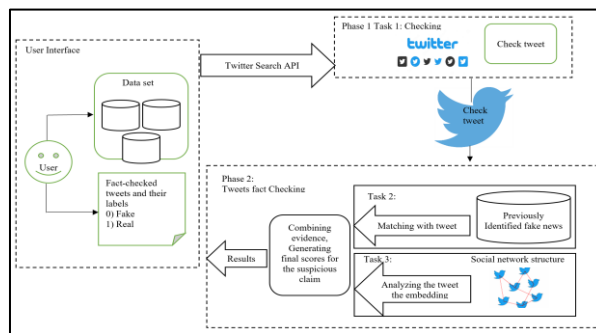 User Interface
Data set
User
Fact-checked
tweets and their
labels
0) Fake
1) Real
Twitter Search API
Phase 1 Task 1: Checking
twitter
Check tweet
Check
tweet
Phase 2:
Tweets fact Checking
Results
Combining
evidence,
Generating
final scores for
the suspicious
claim
Task 2:
Matching with tweet
Previously
Identified fake news
Task 3:
Social network structure
Analyzing the tweet
the embedding